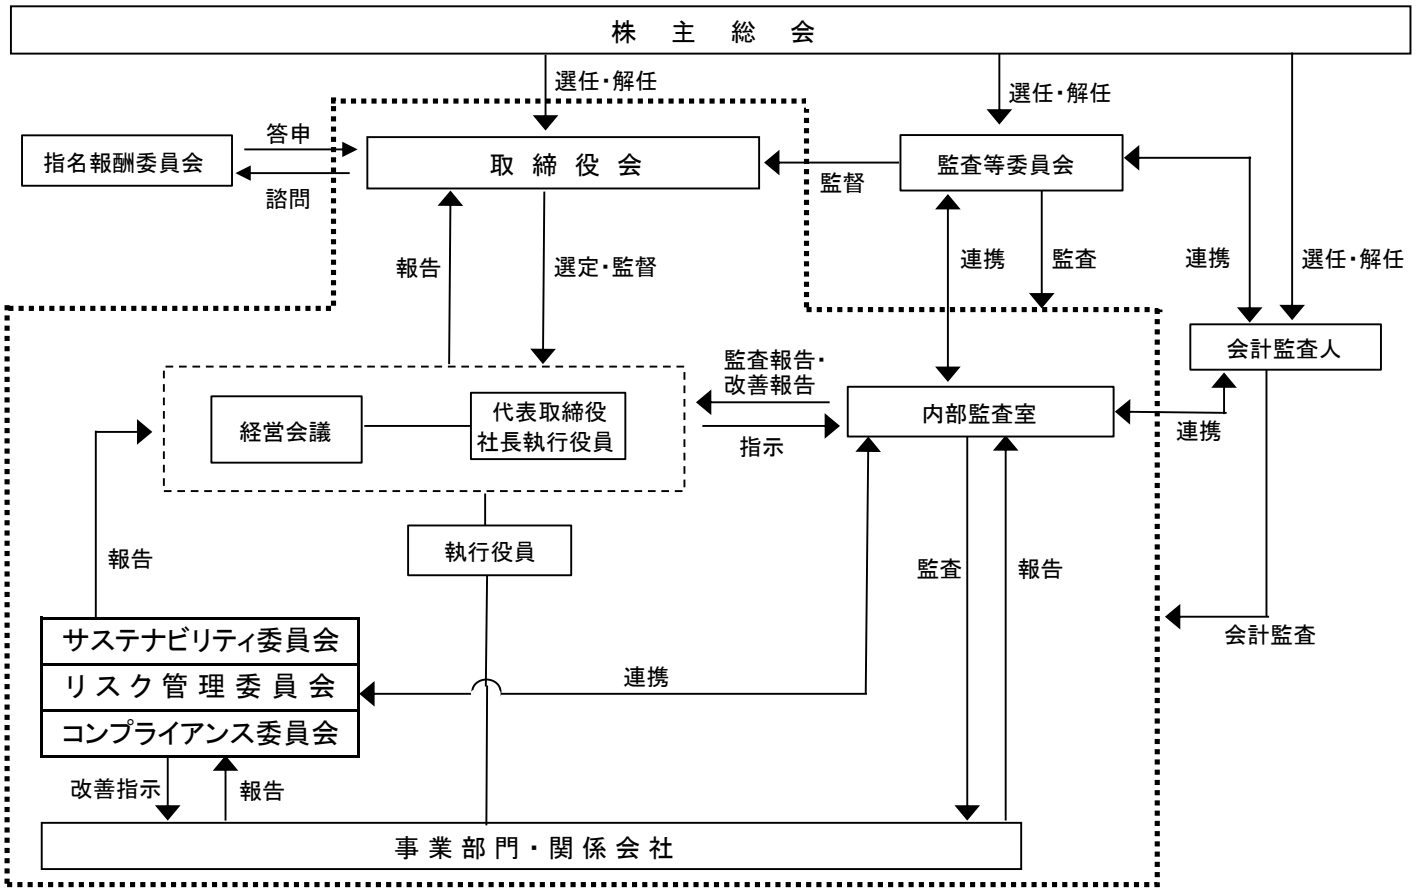 株主総会
選任・解任
選任・解任
答申
指名報酬委員会
取締役会
監査等委員会
諮問
監督
報告
選定・監督
連携
監査
連携
選任・解任
会計監査人
監査報告・
改善報告
経営会議
代表取締役
社長執行役員
内部監査室
指示
連携
執行役員
報告
監査
報告
サステナビリティ委員会
会計監査
リスク管理委員会
連携
コンプライアンス委員会
改善指示
報告
事業部門・関係会社